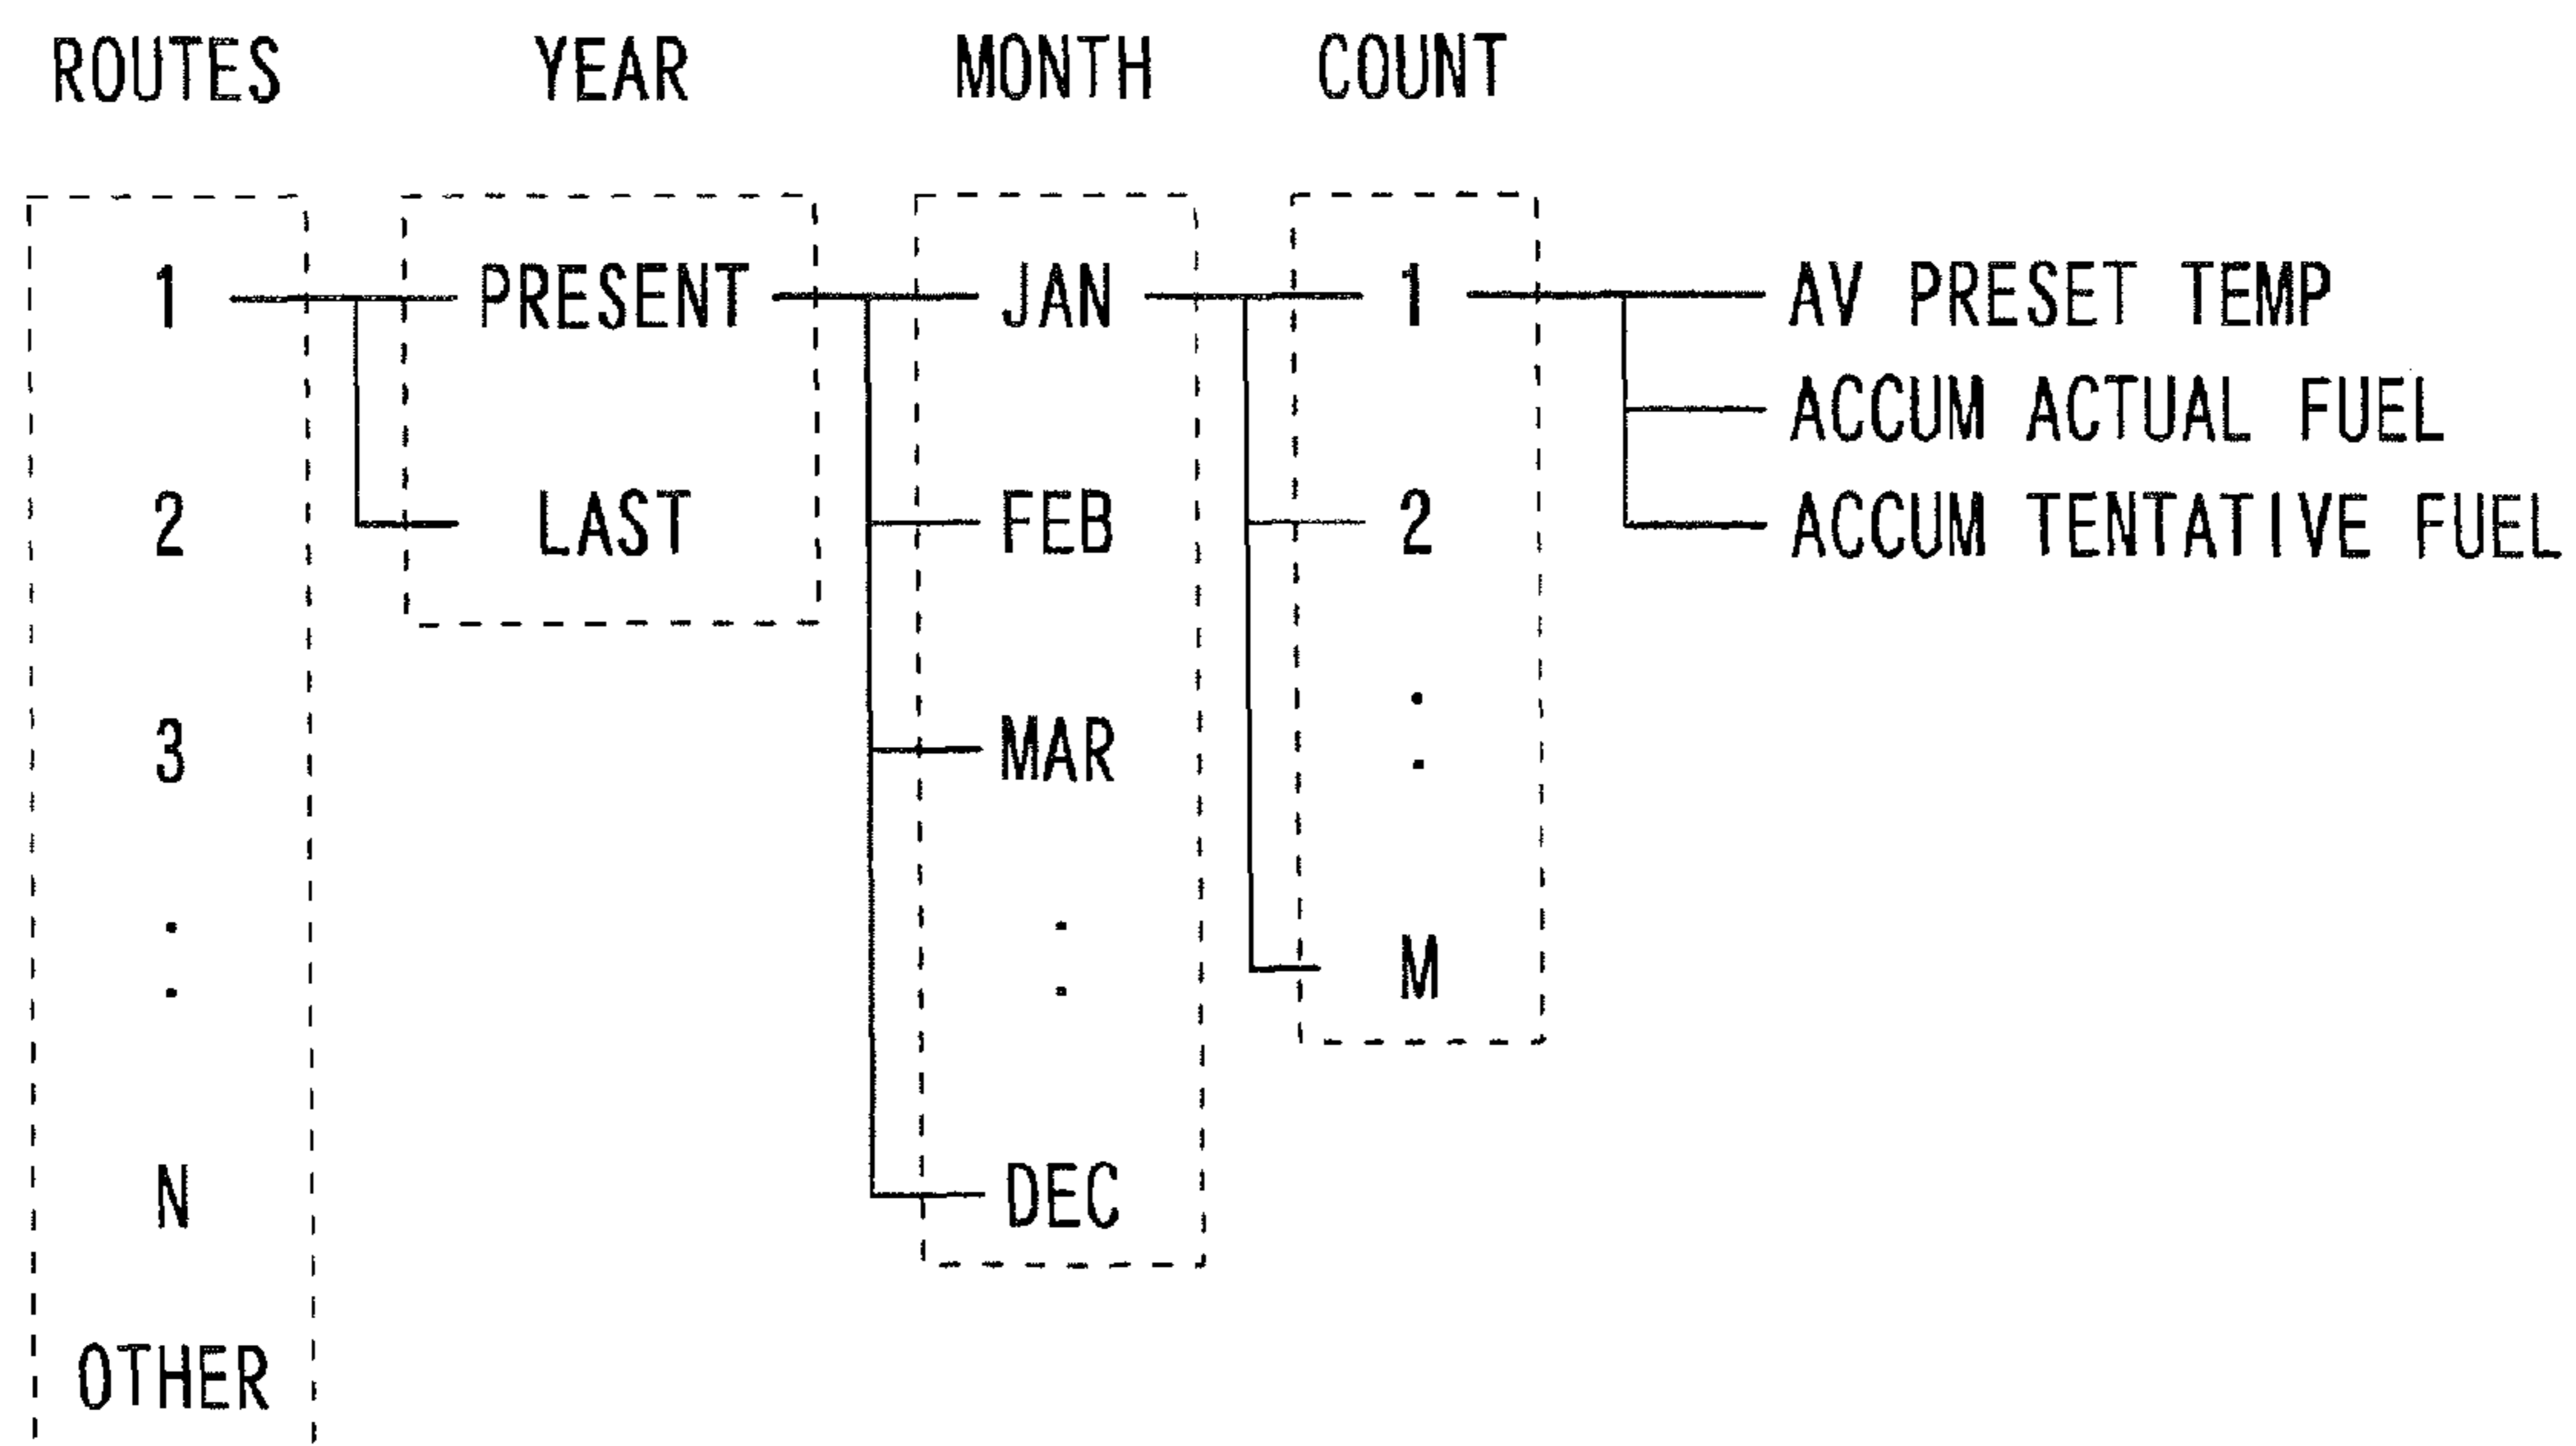 ROUTES YEAR MONTH COUNT
1 PRESENT JAN 1 AV PRESET TEMP
ACCUM ACTUAL FUEL
2 LAST FEB 2 ACCUM TENTATIVE FUEL
3 MAR
M
N DEC
OTHER